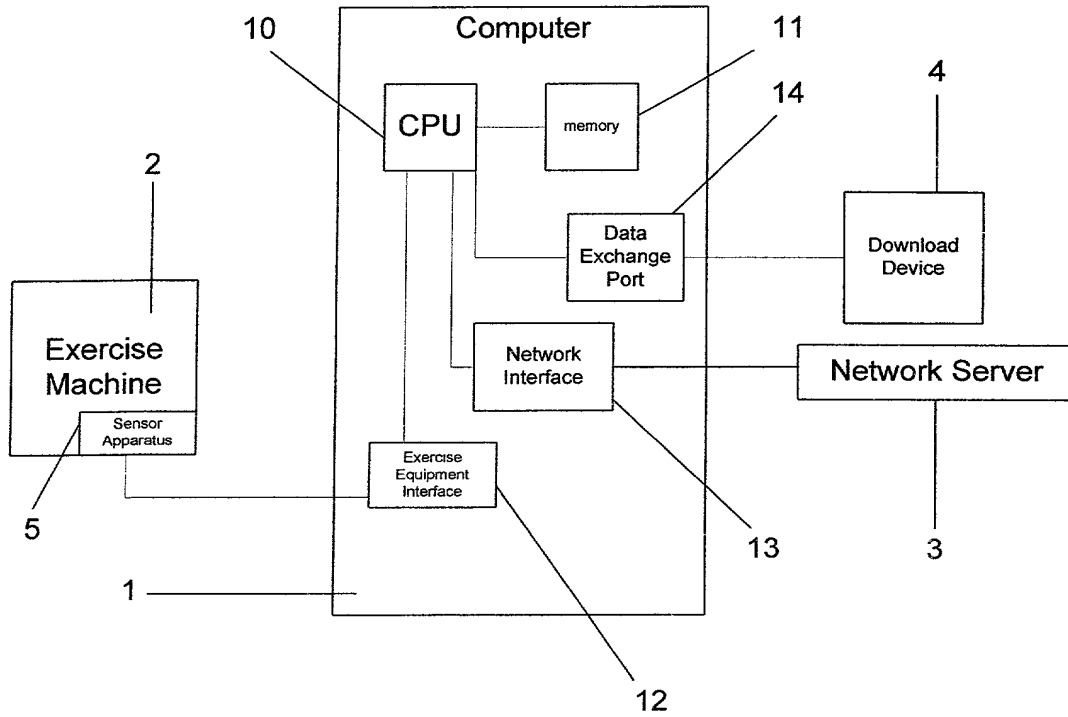 10
Computer
11
4
14
CPU
memory
2
Data
Exchange
Port
Download
Device
Exercise
Machine
Network
Interface
Network Server
Sensor
Apparatus
Exercise
Equipment
Interface
5
13
3
1
12